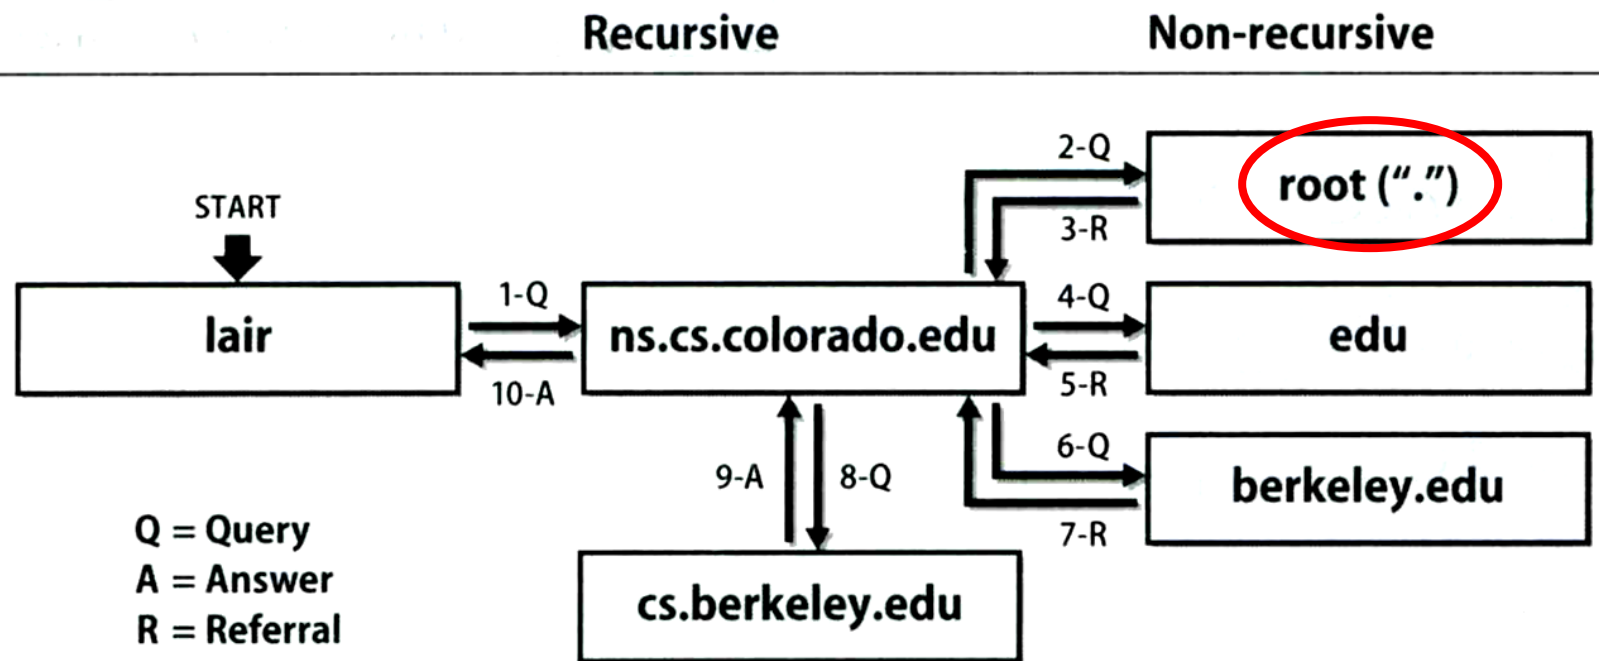 Recursive
Non-recursive
START
lair
1-Q
10-A
ns.cs.colorado.edu
2-Q
3-R
root (“.”)
4-Q
5-R
edu
6-Q
7-R
berkeley.edu
9-A
8-Q
cs.berkeley.edu
Q = Query
A = Answer
R = Referral